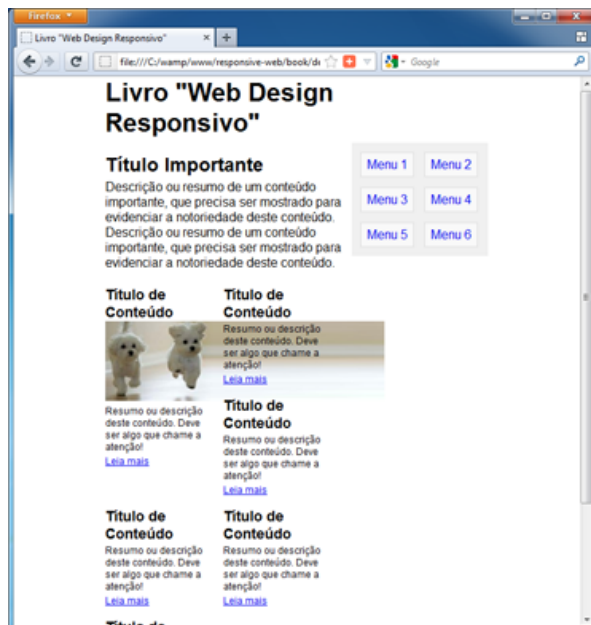 Firefox
Livro "Web Design Responsivo"
file:///C:/wamp/www/responsive-web/book/de
Google
Livro "Web Design
Responsivo"
Título Importante
Descrição ou resumo de um conteúdo
importante, que precisa ser mostrado para
evidenciar a notoriedade deste conteúdo.
Descrição ou resumo de um conteúdo
importante, que precisa ser mostrado para
evidenciar a notoriedade deste conteúdo.
Menu 1 Menu 2
Menu 3 Menu 4
Menu 5 Menu 6
Título de
Conteúdo
Resumo ou descrição
deste conteúdo. Deve
ser algo que chame a
atenção!
Leia mais
Título de
Conteúdo
Resumo ou descrição
deste conteúdo. Deve
ser algo que chame a
atenção!
Leia mais
Título de
Conteúdo
Resumo ou descrição
deste conteúdo. Deve
ser algo que chame a
atenção!
Leia mais
Título de
Conteúdo
Resumo ou descrição
deste conteúdo. Deve
ser algo que chame a
atenção!
Leia mais
Título de
Conteúdo
Resumo ou descrição
deste conteúdo. Deve
ser algo que chame a
atenção!
Leia mais
Título de